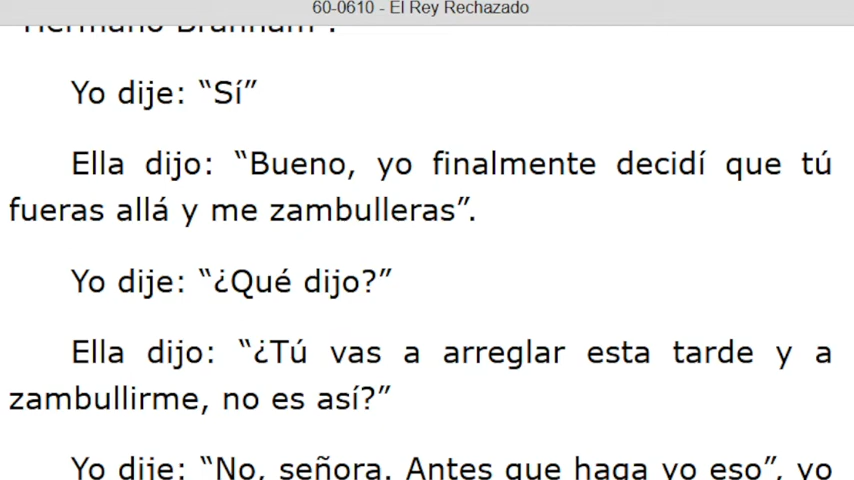 60-0610 - El Rey Rechazado
Hermano Branham”.
Yo dije: “Sí”
Ella dijo: “Bueno, yo finalmente decidí que tú
fueras allá y me zambulleras”.
Yo dije: “¿Qué dijo?”
Ella dijo: “¿Tú vas a arreglar esta tarde y a
zambullirme, no es así?”
Yo dije: “No, señora. Antes que haga yo eso”, yo